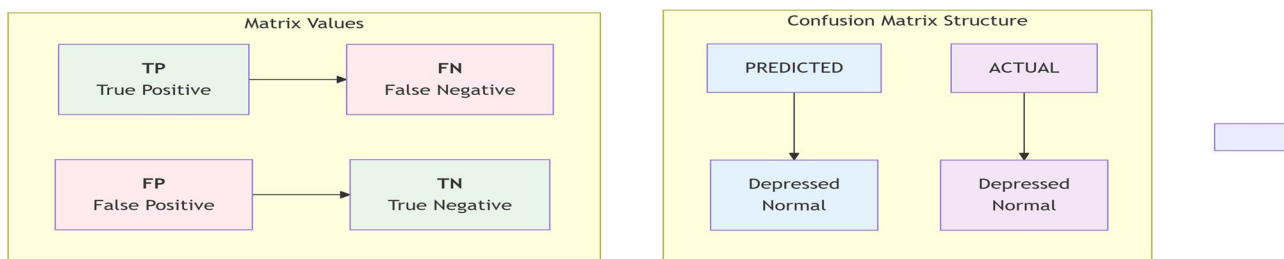 Matrix Values
TP
True Positive
FN
False Negative
FP
False Positive
TN
True Negative
Confusion Matrix Structure
PREDICTED
ACTUAL
Depressed
Normal
Depressed
Normal